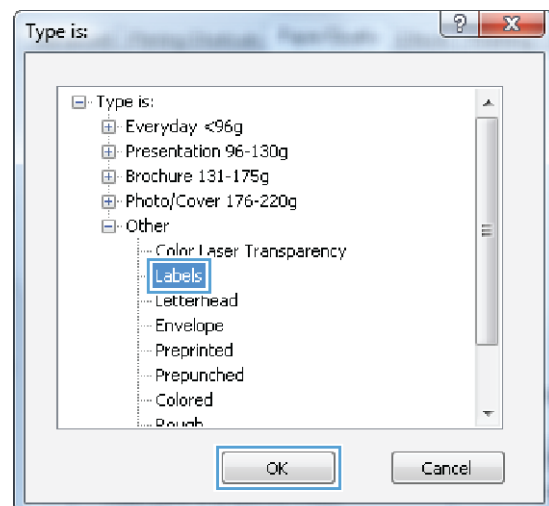 Type is:
Type is:
Everyday <96g
Presentation 96-130g
Brochure 131-175g
Photo/Cover 176-220g
Other
Color Laser Transparency
Labels
Letterhead
Envelope
Preprinted
Prepunched
Colored
Rough
OK
Cancel